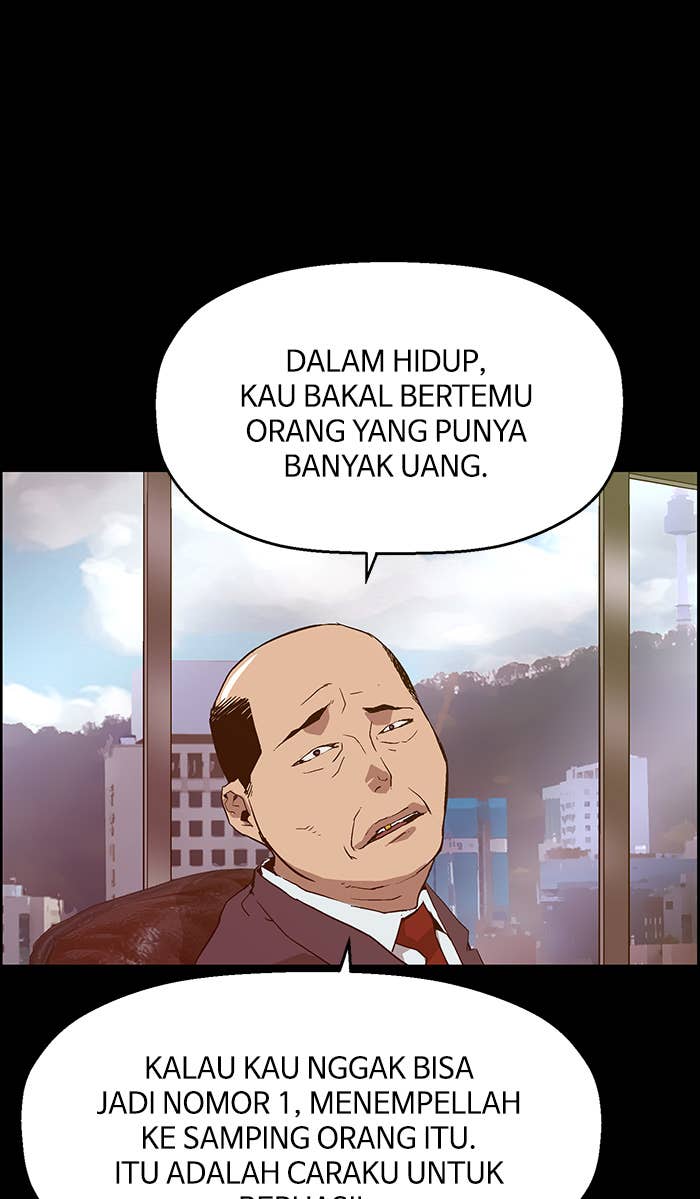 DALAM HIDUP,
KAU BAKAL BERTEMU
ORANG YANG PUNYA
BANYAK UANG.
KALAU KAU NGGAK BISA
JADI NOMOR 1, MENEMPELLAH
KE SAMPING ORANG ITU.
ITU ADALAH CARAKU UNTUK